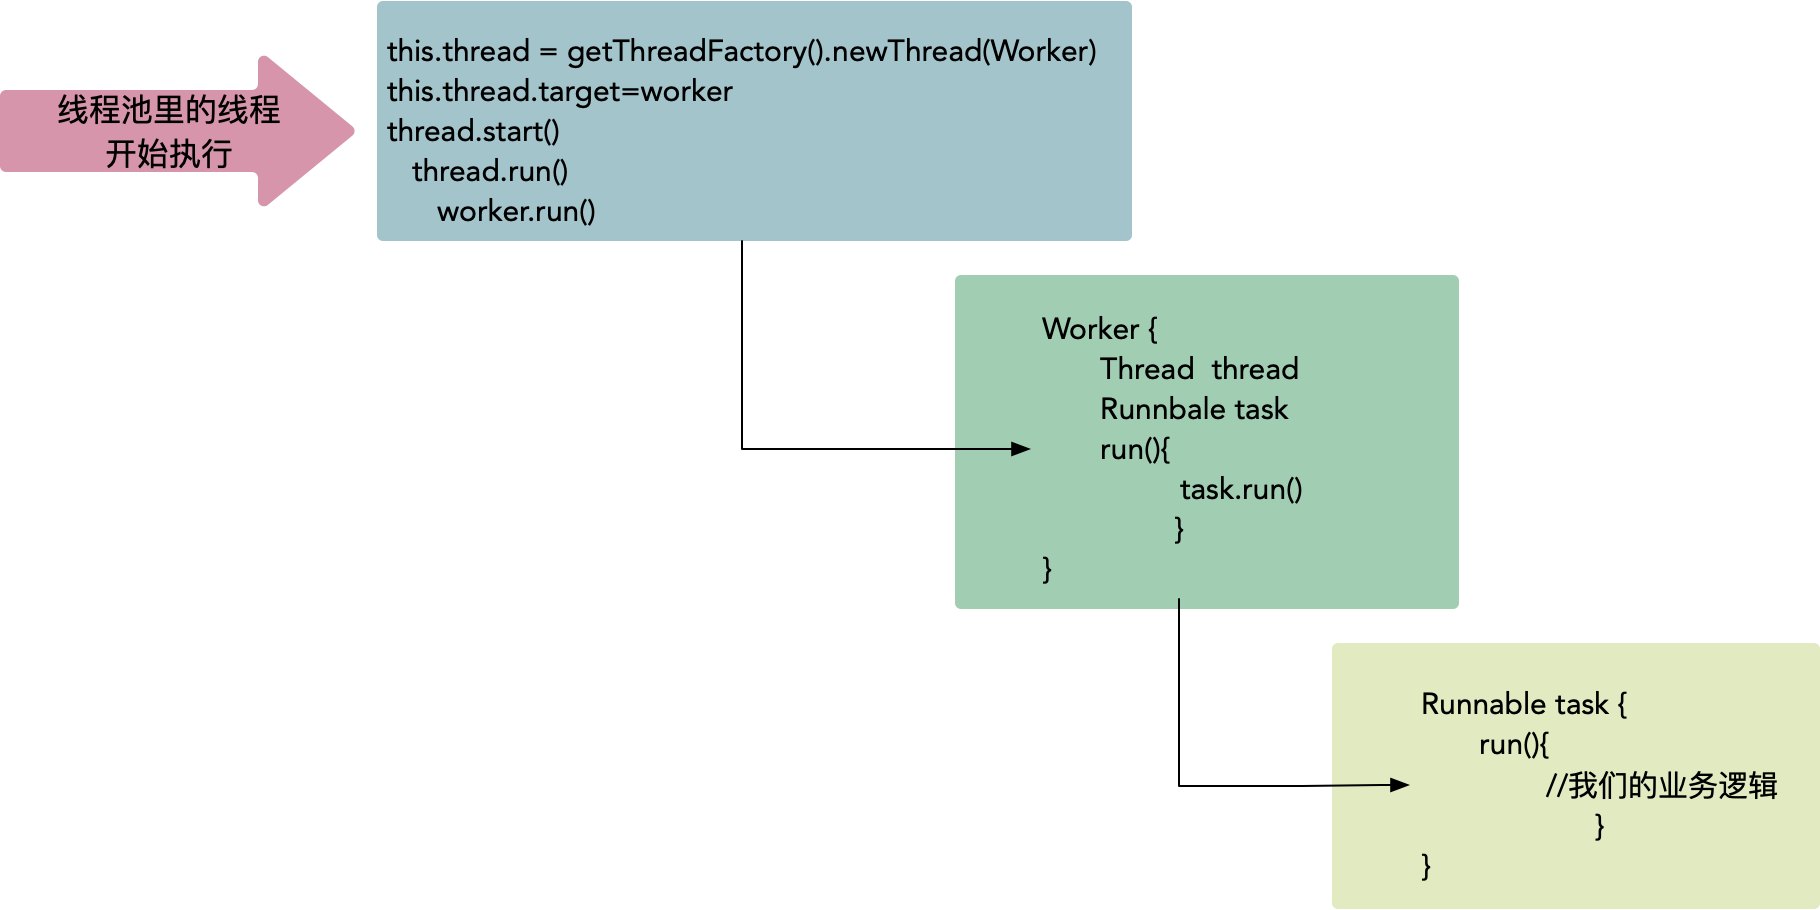 线程池里的线程
开始执行
this.thread = getThreadFactory().newThread(Worker)
this.thread.target=worker
thread.start()
thread.run()
worker.run()
Worker {
Thread thread
Runnbale task
run(){
task.run()
}
}
Runnable task {
run(){
//我们的业务逻辑
}
}